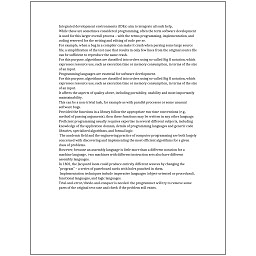 Integrated development environments (IDEs) aim to integrate all such help.
While these are sometimes considered programming, often the term software development
is used for this larger overall process – with the terms programming, implementation, and
coding reserved for the writing and editing of code per se.
For example, when a bug in a compiler can make it crash when parsing some large source
file, a simplification of the test case that results in only few lines from the original source file
can be sufficient to reproduce the same crash.
For this purpose, algorithms are classified into orders using so-called Big O notation, which
expresses resource use, such as execution time or memory consumption, in terms of the size
of an input.
Programming languages are essential for software development.
For this purpose, algorithms are classified into orders using so-called Big O notation, which
expresses resource use, such as execution time or memory consumption, in terms of the size
of an input.
It affects the aspects of quality above, including portability, usability and most importantly
maintainability.
This can be a non-trivial task, for example as with parallel processes or some unusual
software bugs.
Provided the functions in a library follow the appropriate run-time conventions (e.g.,
method of passing arguments), then these functions may be written in any other language.
Proficient programming usually requires expertise in several different subjects, including
knowledge of the application domain, details of programming languages and generic code
libraries, specialized algorithms, and formal logic.
The academic field and the engineering practice of computer programming are both largely
concerned with discovering and implementing the most efficient algorithms for a given
class of problems.
However, because an assembly language is little more than a different notation for a
machine language, two machines with different instruction sets also have different
assembly languages.
In 1801, the Jacquard loom could produce entirely different weaves by changing the
"program" – a series of pasteboard cards with holes punched in them.
Implementation techniques include imperative languages (object-oriented or procedural),
functional languages, and logic languages.
Trial-and-error/divide-and-conquer is needed: the programmer will try to remove some
parts of the original test case and check if the problem still exists.